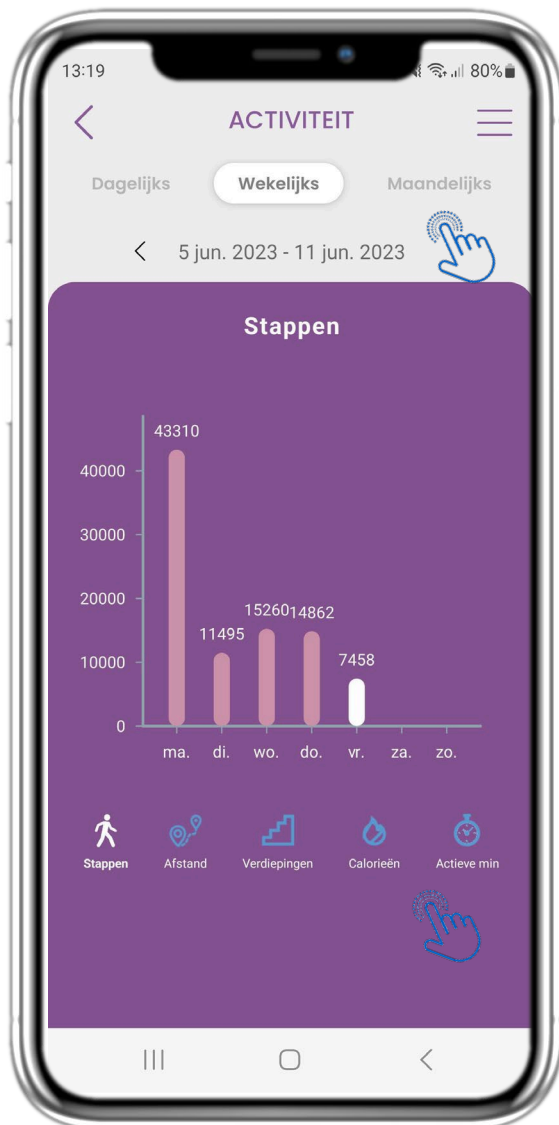 13:19 80%
ACTIVITEIT
Dagelijks Wekelijks Maandelijks
5 jun. 2023 - 11 jun. 2023
Stappen
43310
40000
30000
20000
15260 14862
11495
10000
7458
0
ma. di. wo. do. vr. za. zo.
Stappen Afstand Verdiepingen Calorieën Actieve min